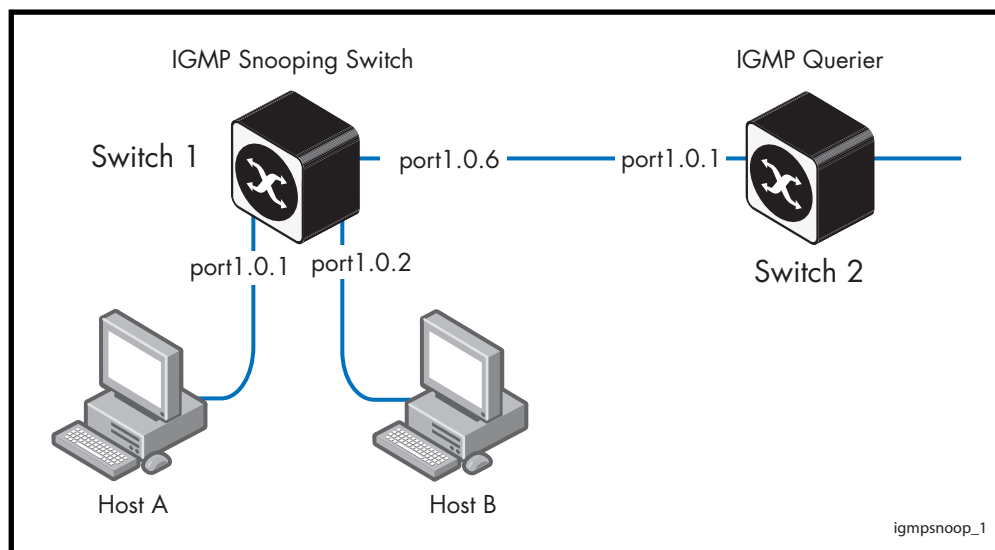 IGMP Snooping Switch
IGMP Querier
Switch 1
port1.0.6
port1.0.1
port1.0.1
port1.0.2
Switch 2
Host A
Host B
igmpsnoop_1